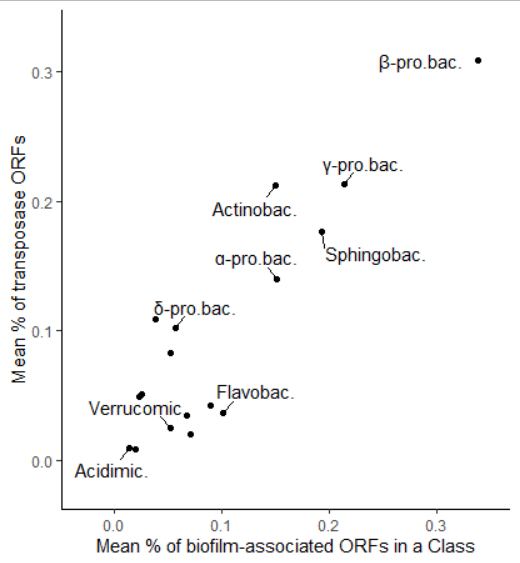 β-pro.bac.
0.3
γ-pro.bac.
0.2
Actinobac.
Sphingobac.
α-pro.bac.
δ-pro.bac.
0.1
Flavobac.
Verrucomic
0.0
Acidimic.
0.0 0.1 0.2 0.3
Mean % of biofilm-associated ORFs in a Class
Mean % of transposase ORFs